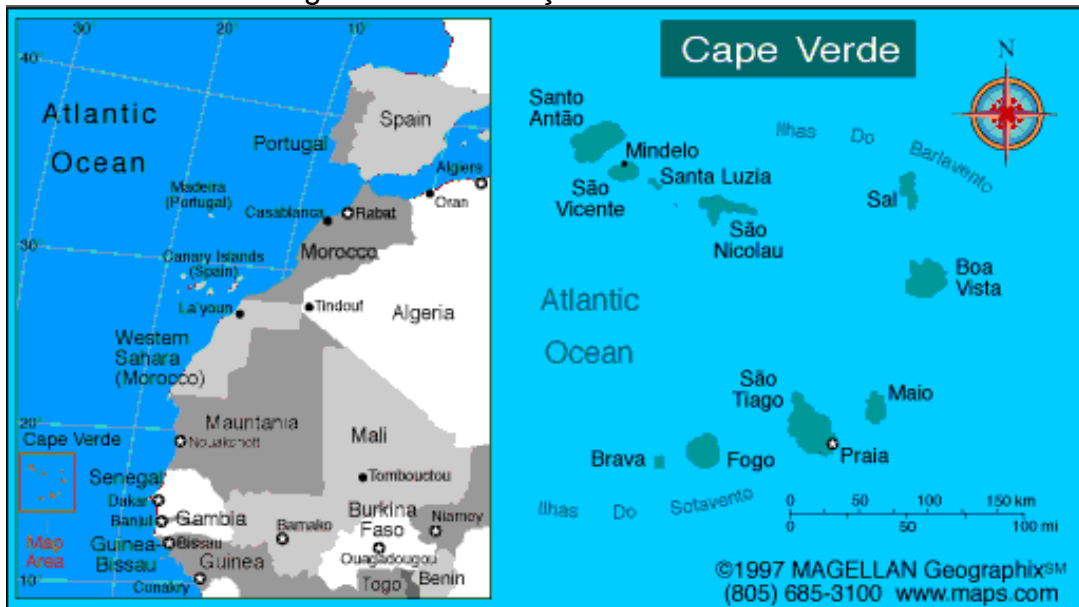 30°
20°
10°
40°
Atlantic
Ocean
Spain
Portugal
Algiers
Madeira
(Portugal)
Oran
Casablanca
Rabat
30°
Morocco
Canary Islands
(Spain)
La'youn
Tindouf
Algeria
Western
Sahara
(Morocco)
20°
Mauntania
Cape Verde
Nouakchott
Mali
Senegal
Tombouctou
Dakar
Gambia
Burkina
Faso
Niamey
Banjul
Bamako
Map
Area
Guinea-
Bissau
Bissau
Ouagadougou
Guinea
Benin
10°
Conakry
Togo
Cape Verde
N
Santo
Antão
Ilhas Do Barlavento
Mindelo
Santa Luzia
São
Vicente
Sal
São
Nicolau
Boa
Vista
Atlantic
Ocean
São
Tiago
Maio
Brava
Fogo
Praia
Ilhas Do Sotavento
0 50 100 150 km
0 50 100 mi
©1997 MAGELLAN Geographix℠
(805) 685-3100 www.maps.com